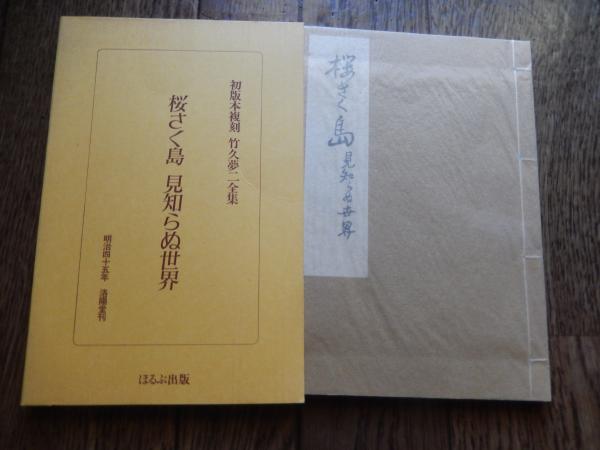 初版本複刻 竹久夢二全集
桜さく島 見知らぬ世界
明治四十五年 洛陽堂刊
ほるぷ出版
桜さく島
見知らぬ世界